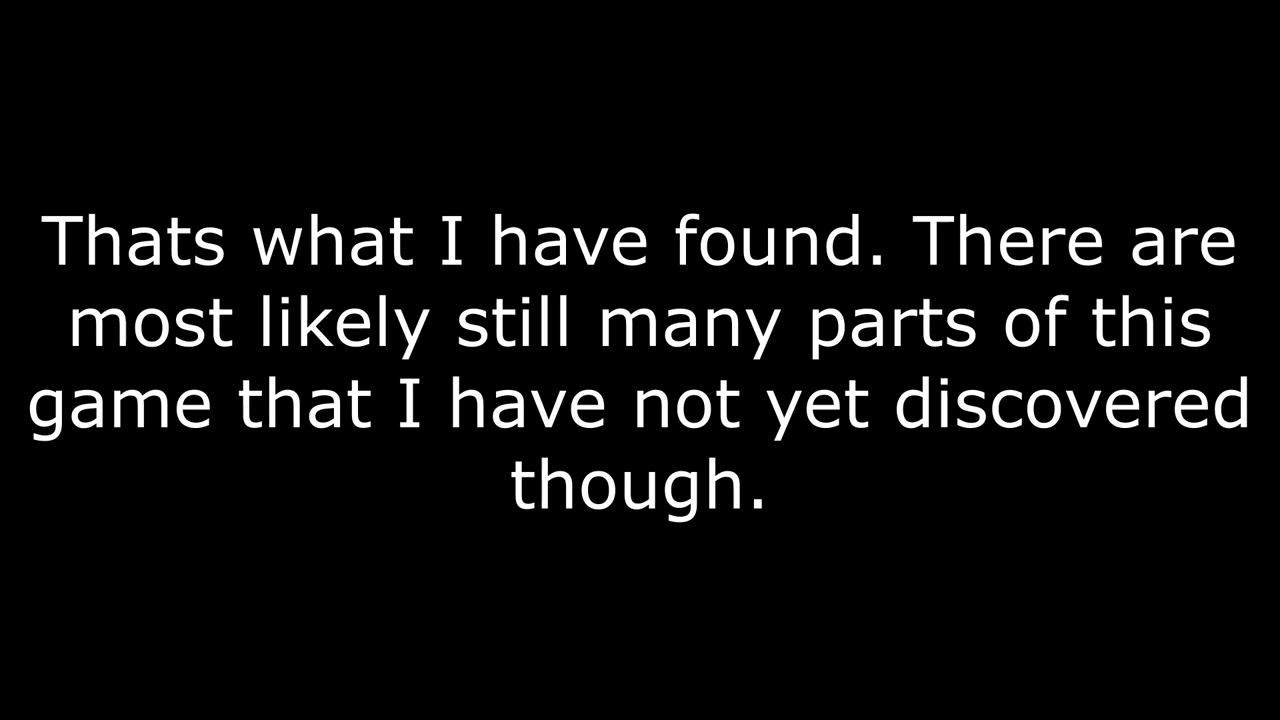 Thats what I have found. There are
most likely still many parts of this
game that I have not yet discovered
though.